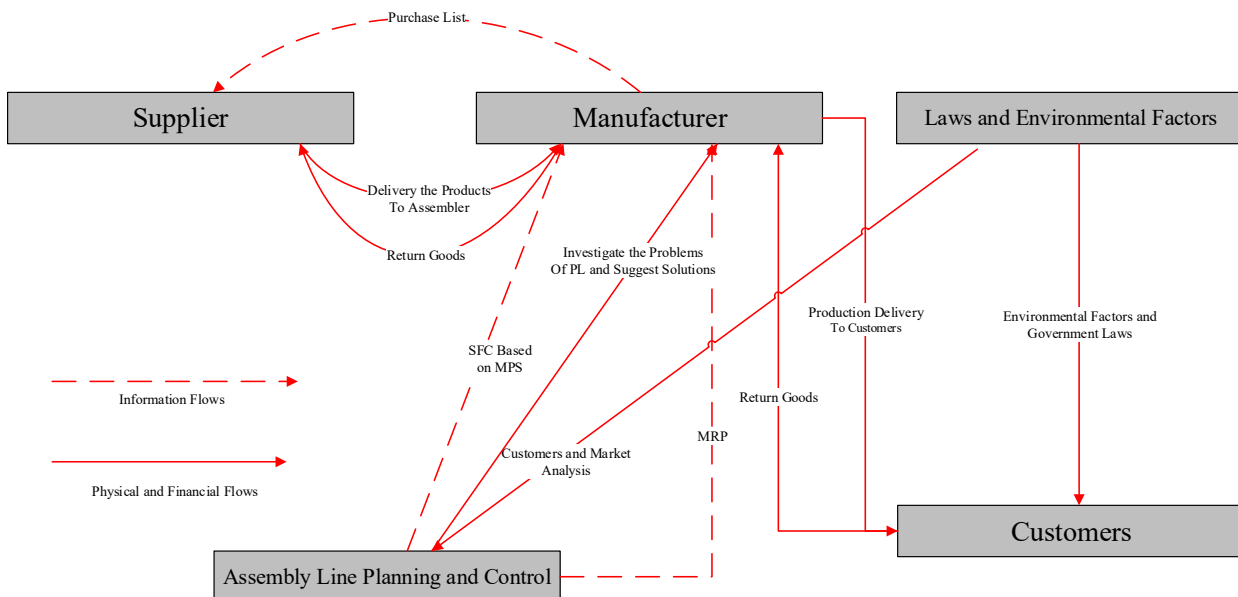 Purchase List
Supplier
Manufacturer
Laws and Environmental Factors
Delivery the Products
To Assembler
Return Goods
Investigate the Problems
Of PL and Suggest Solutions
Production Delivery
To Customers
Environmental Factors and
Government Laws
SFC Based
on MPS
Information Flows
Return Goods
MRP
Customers and Market
Analysis
Physical and Financial Flows
Customers
Assembly Line Planning and Control